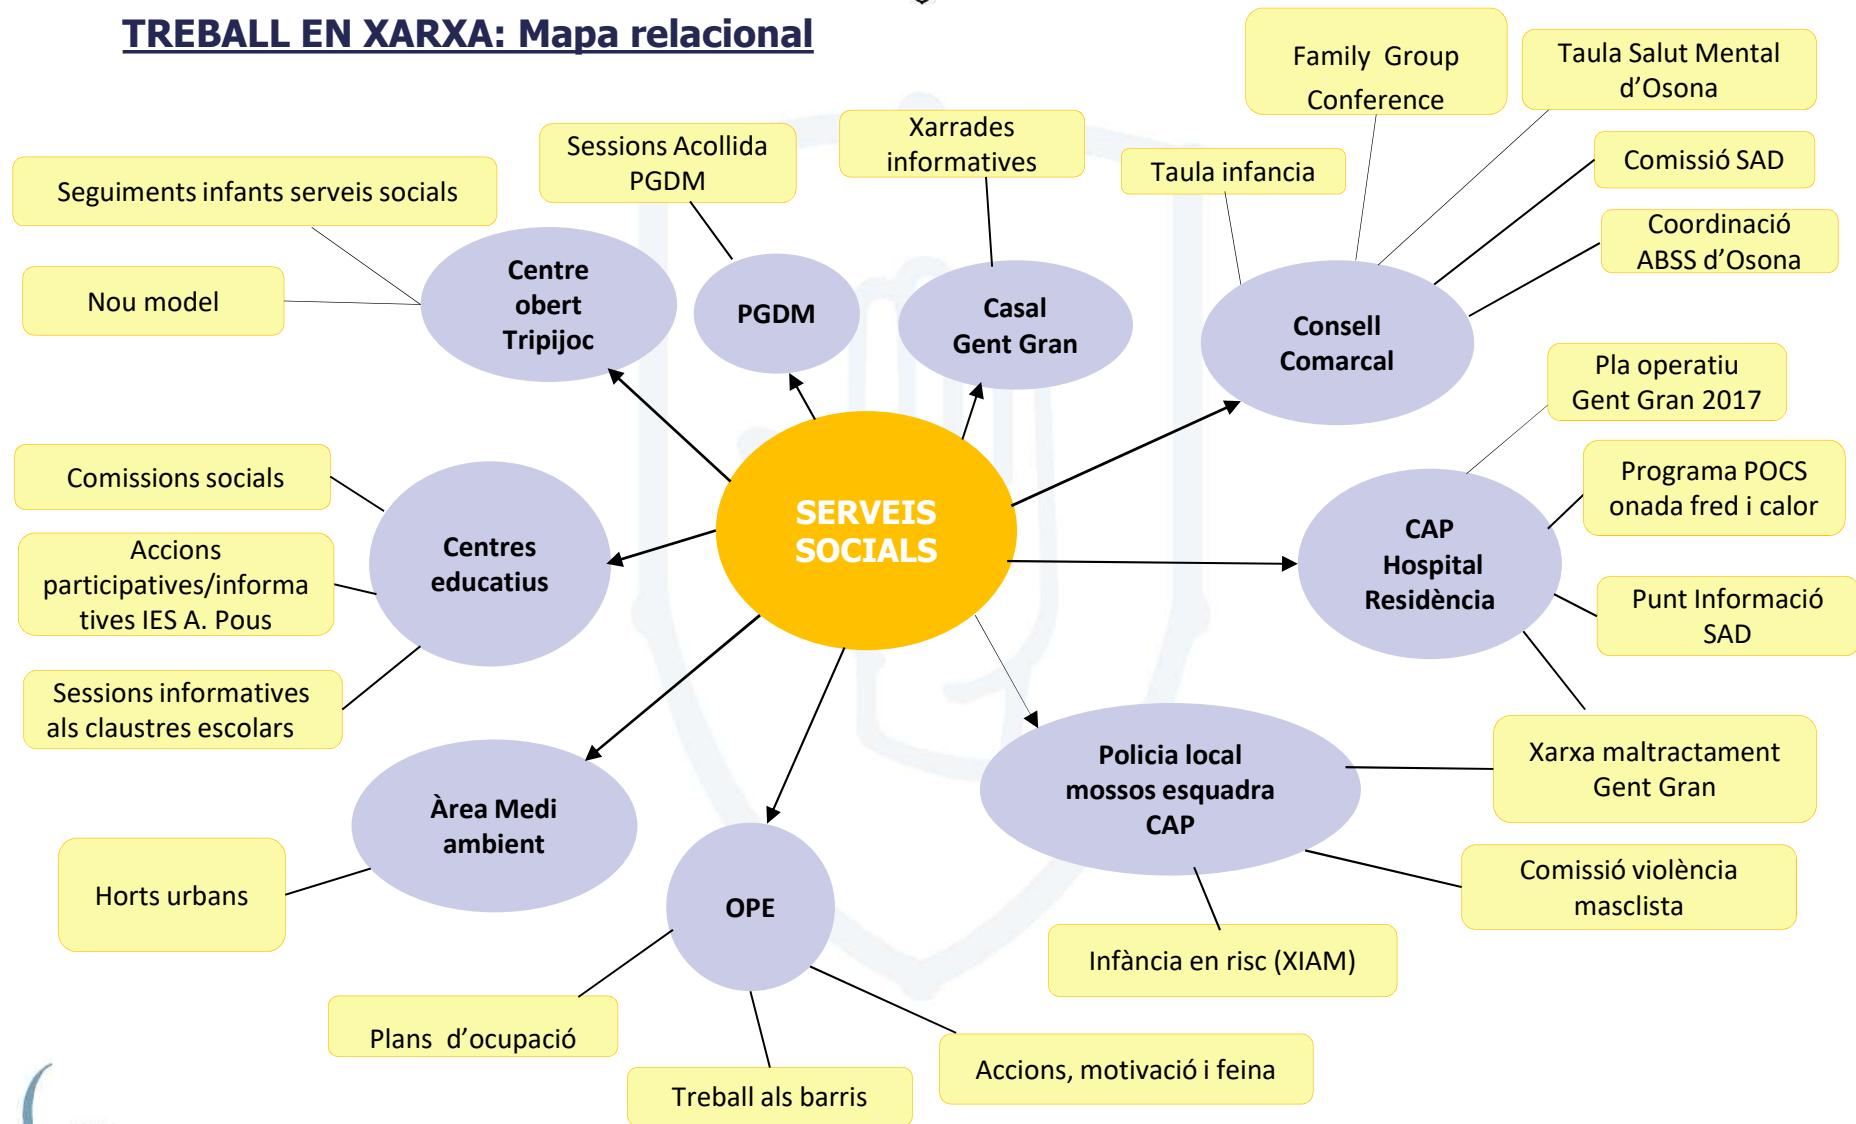 TREBALL EN XARXA: Mapa relacional
Family Group
Conference
Taula Salut Mental
d’Osona
Xarrades
informatives
Sessions Acollida
PGDM
Taula infancia
Comissió SAD
Seguiments infants serveis socials
Coordinació
ABSS d’Osona
Nou model
Centre
obert
Tripijoc
PGDM
Casal
Gent Gran
Consell
Comarcal
Pla operatiu
Gent Gran 2017
Comissions socials
Programa POCS
onada fred i calor
SERVEIS
SOCIALS
Centres
educatius
CAP
Hospital
Residència
Accions
participatives/informa
tives IES A. Pous
Punt Informació
SAD
Sessions informatives
als claustres escolars
Policia local
mossos esquadra
CAP
Xarxa maltractament
Gent Gran
Àrea Medi
ambient
Horts urbans
OPE
Comissió violència
masclista
Infància en risc (XIAM)
Plans d’ocupació
Treball als barris
Accions, motivació i feina